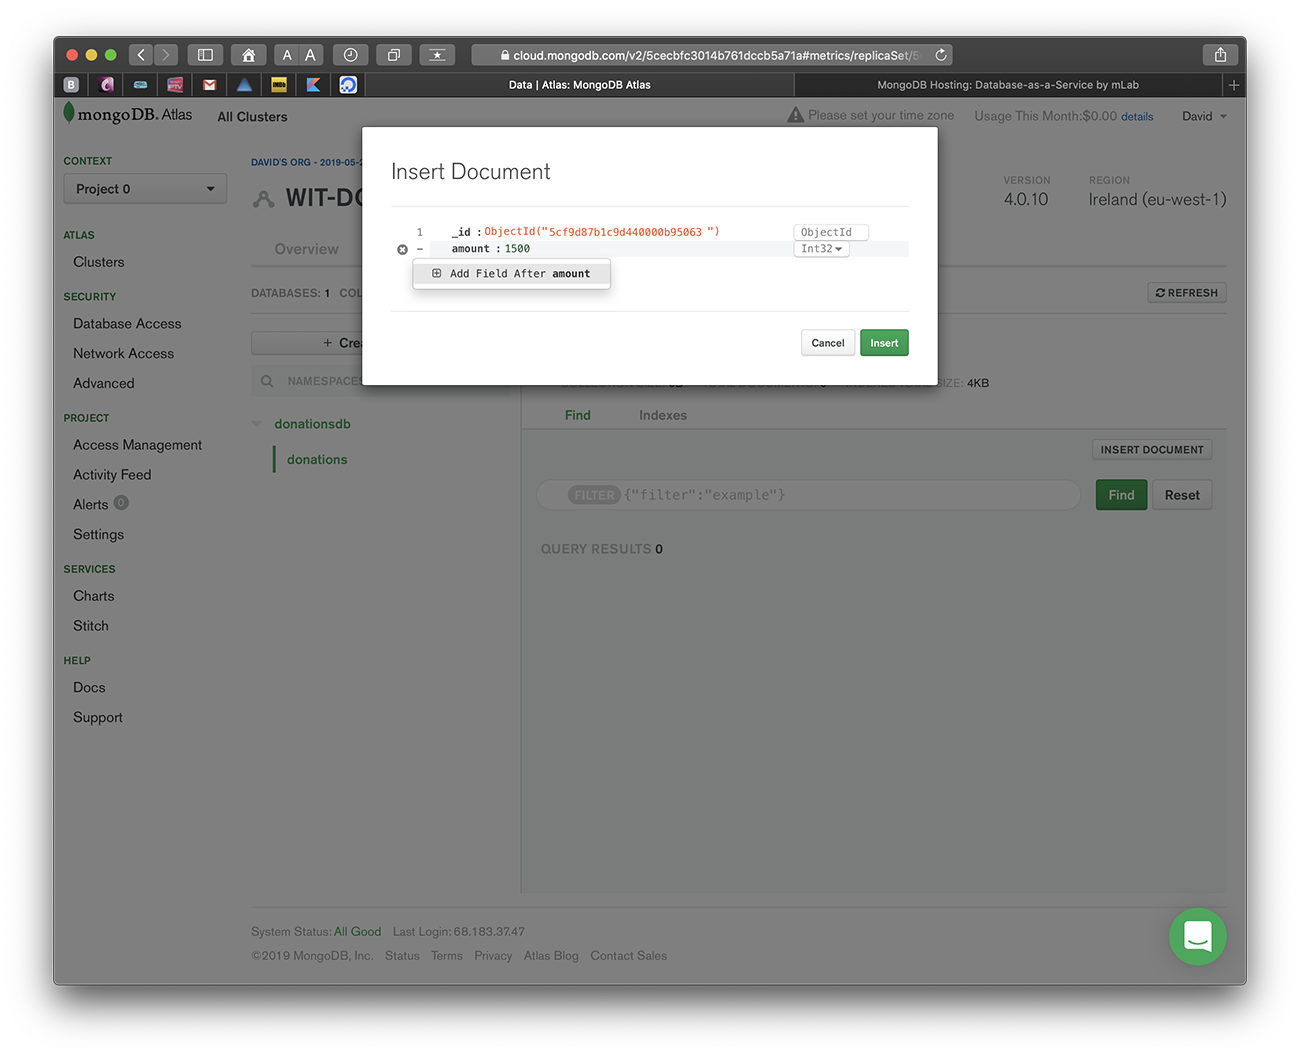 A A
cloud.mongodb.com/v2/5cecbfc3014b761dccb5a71a#metrics/replicaSet/5
B
IMDb
Data | Atlas: MongoDB Atlas
MongoDB Hosting: Database-as-a-Service by mLab
mongoDB. Atlas
All Clusters
Please set your time zone
Usage This Month:$0.00 details
David
CONTEXT
Project 0
ATLAS
Clusters
SECURITY
Database Access
Network Access
Advanced
PROJECT
Access Management
Activity Feed
Alerts 0
Settings
SERVICES
Charts
Stitch
HELP
Docs
Support
DAVID'S ORG - 2019-05-2
WIT-DO
VERSION
4.0.10
REGION
Ireland (eu-west-1)
Overview
DATABASES: 1 COL
REFRESH
+ Crea
NAMESPACES
donationsdb
donations
Insert Document
1 _id : ObjectId("5cf9d87b1c9d440000b95063 ") ObjectId
- amount : 1500 Int32
Add Field After amount
Cancel
Insert
SIZE: 4KB
Find
Indexes
INSERT DOCUMENT
FILTER {"filter":"example"}
Find
Reset
QUERY RESULTS 0
System Status: All Good Last Login: 68.183.37.47
©2019 MongoDB, Inc. Status Terms Privacy Atlas Blog Contact Sales